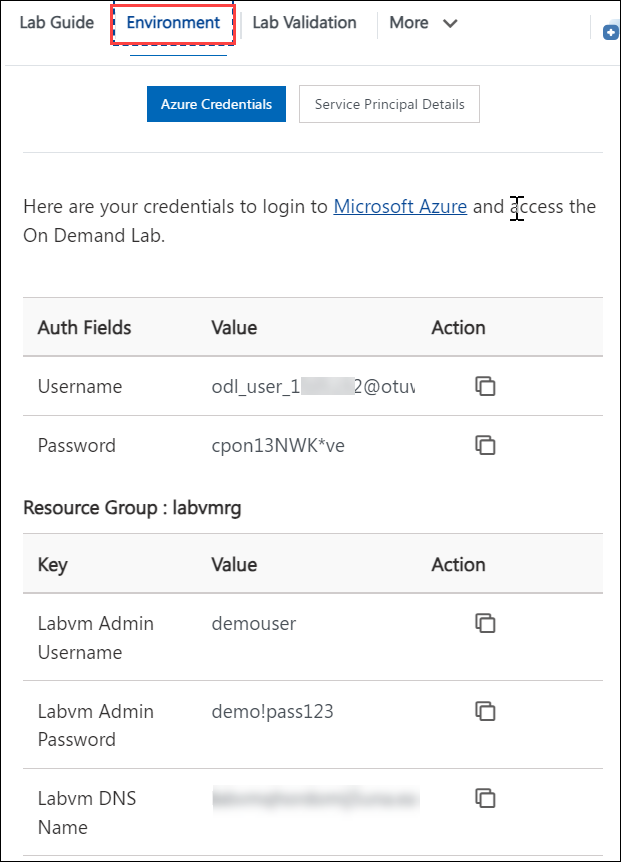 Lab Guide Environment Lab Validation More
Azure Credentials Service Principal Details
Here are your credentials to login to Microsoft Azure and access the
On Demand Lab.
Auth Fields Value Action
Username odl_user_1 2@otuv
Password cpon13NWK*ve
Resource Group : labvmrg
Key Value Action
Labvm Admin demouser
Username
Labvm Admin demo!pass123
Password
Labvm DNS
Name